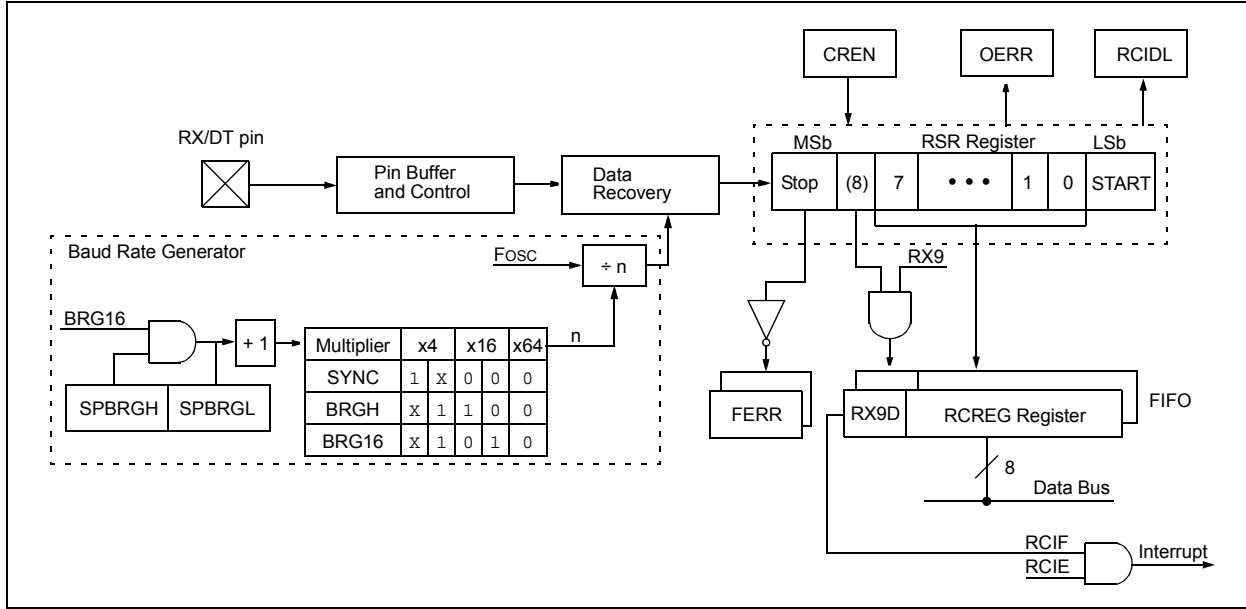 CREN
OERR
RCIDL
RX/DT pin
MSb
RSR Register
LSb
Pin Buffer
and Control
Data
Recovery
Stop (8) 7 • • • 1 0 START
Baud Rate Generator
FOSC
÷ n
RX9
BRG16
+ 1
n
Multiplier x4 x16 x64
SYNC 1 X 0 0 0
BRGH X 1 1 0 0
BRG16 X 1 0 1 0
SPBRGH SPBRGL
FERR
RX9D RCREG Register
FIFO
8
Data Bus
RCIF
RCIE
Interrupt